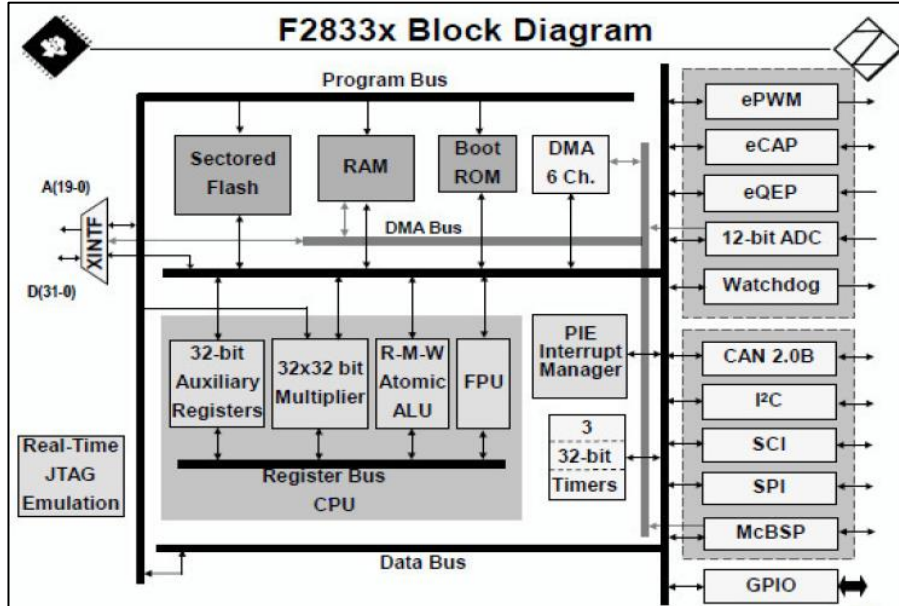 F2833x Block Diagram
Program Bus
Sectored
Flash
RAM
Boot
ROM
DMA
6 Ch.
A(19-0)
XINTF
D(31-0)
DMA Bus
32-bit
Auxiliary
Registers
32x32 bit
Multiplier
R-M-W
Atomic
ALU
FPU
Register Bus
CPU
Real-Time
JTAG
Emulation
PIE
Interrupt
Manager
3
32-bit
Timers
Data Bus
ePWM
eCAP
eQEP
12-bit ADC
Watchdog
CAN 2.0B
I²C
SCI
SPI
McBSP
GPIO